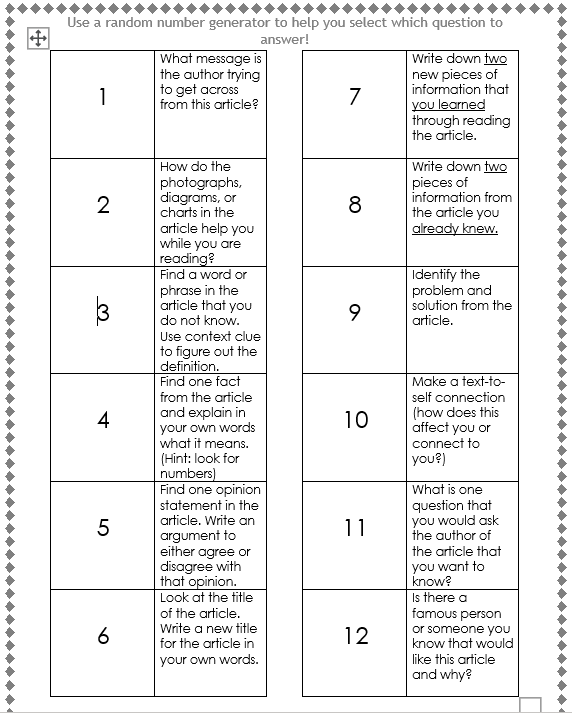 Use a random number generator to help you select which question to
answer!
1
What message is
the author trying
to get across
from this article?
2
How do the
photographs,
diagrams, or
charts in the
article help you
while you are
reading?
3
Find a word or
phrase in the
article that you
do not know.
Use context clue
to figure out the
definition.
4
Find one fact
from the article
and explain in
your own words
what it means.
(Hint: look for
numbers)
5
Find one opinion
statement in the
article. Write an
argument to
either agree or
disagree with
that opinion.
6
Look at the title
of the article.
Write a new title
for the article in
your own words.
7
Write down two
new pieces of
information that
you learned
through reading
the article.
8
Write down two
pieces of
information from
the article you
already knew.
9
Identify the
problem and
solution from the
article.
10
Make a text-to-
self connection
(how does this
affect you or
connect to
you?)
11
What is one
question that
you would ask
the author of
the article that
you want to
know?
12
Is there a
famous person
or someone you
know that would
like this article
and why?